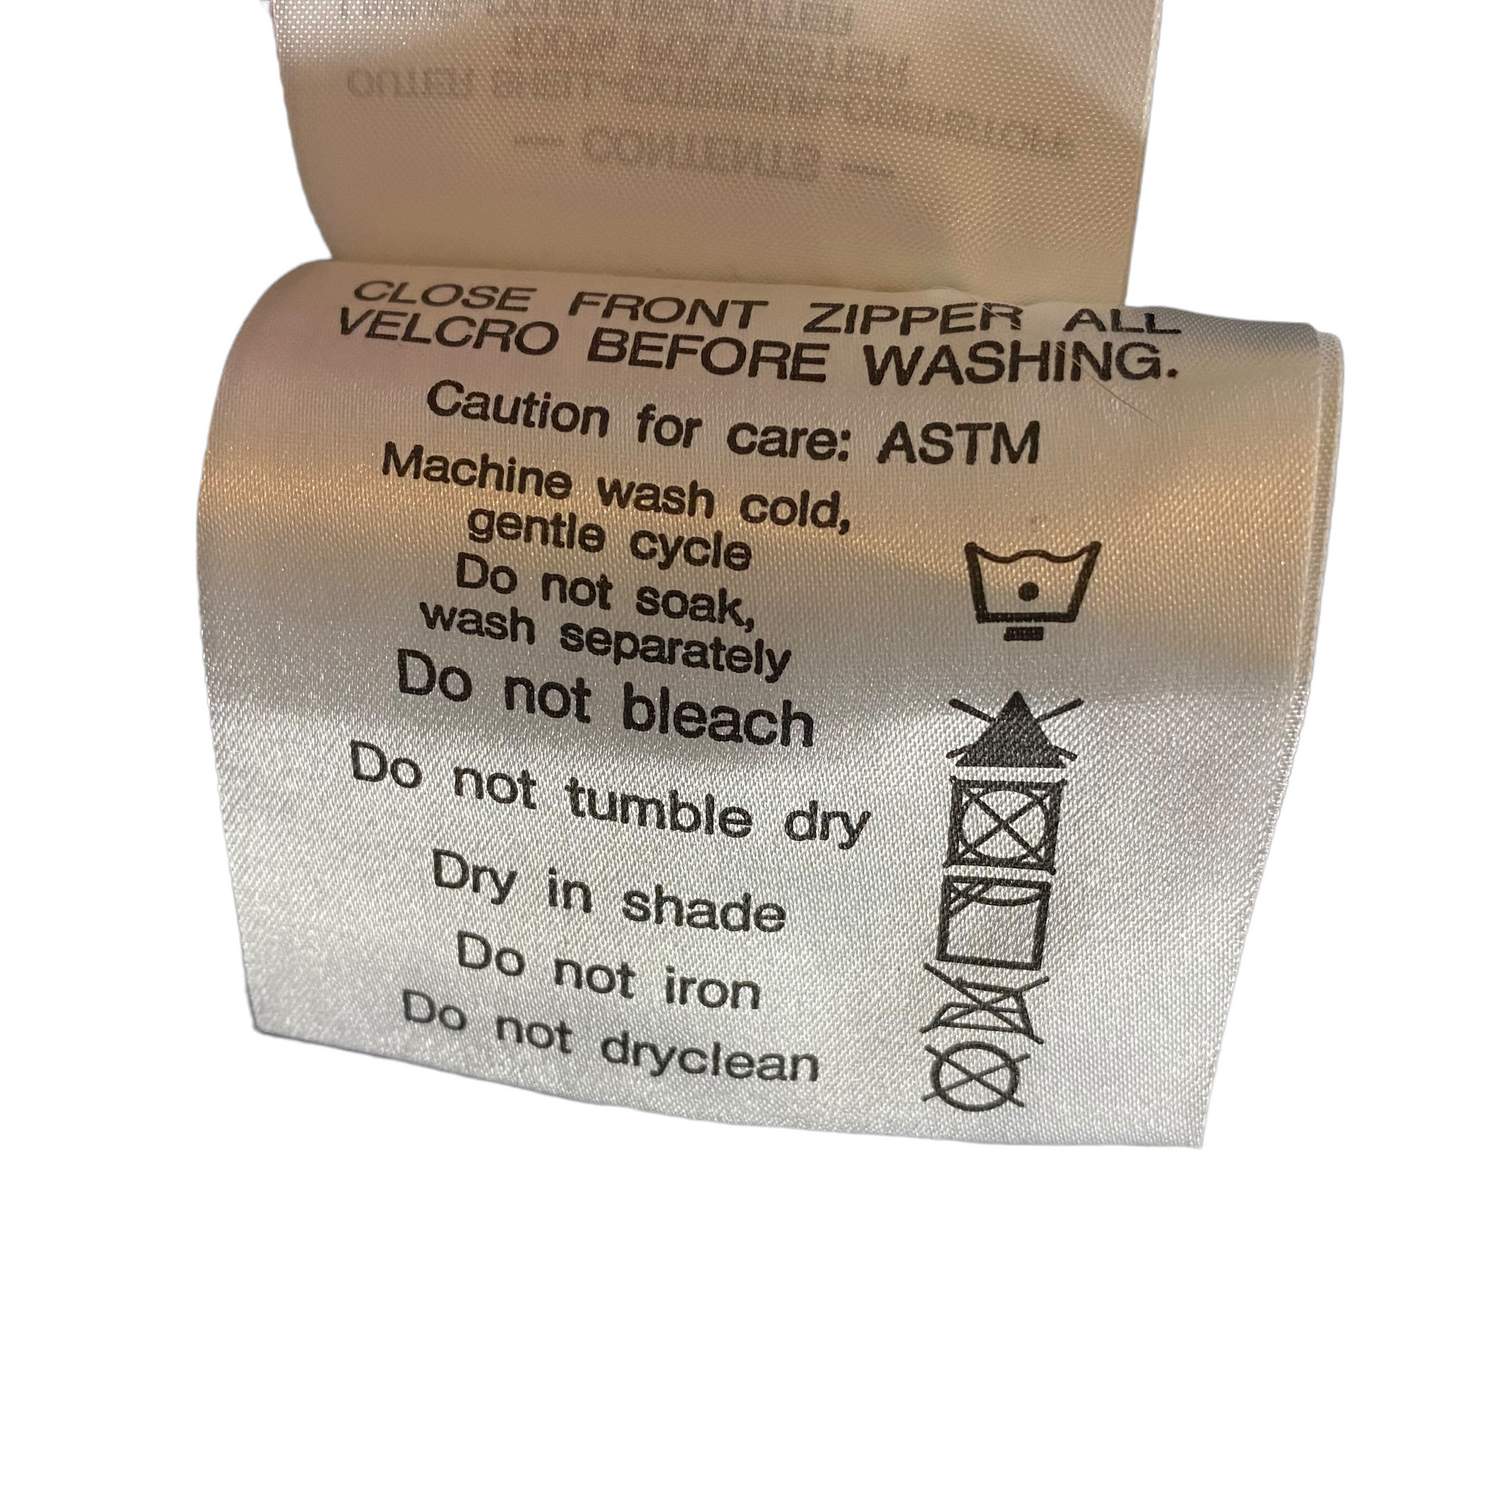 CONTENTS
CLOSE FRONT ZIPPER ALL
VELCRO BEFORE WASHING.
Caution for care: ASTM
Machine wash cold,
gentle cycle
Do not soak,
wash separately
Do not bleach
Do not tumble dry
Dry in shade
Do not iron
Do not dryclean